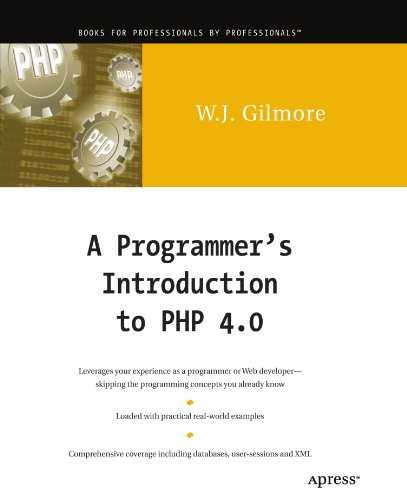 BOOKS FOR PROFESSIONALS BY PROFESSIONALS™
PHP
PHP
PHP
W.J. Gilmore
A Programmer's
Introduction
to PHP 4.0
Leverages your experience as a programmer or Web developer—
skipping the programming concepts you already know
Loaded with practical real-world examples
Comprehensive coverage including databases, user-sessions and XML
Apress™